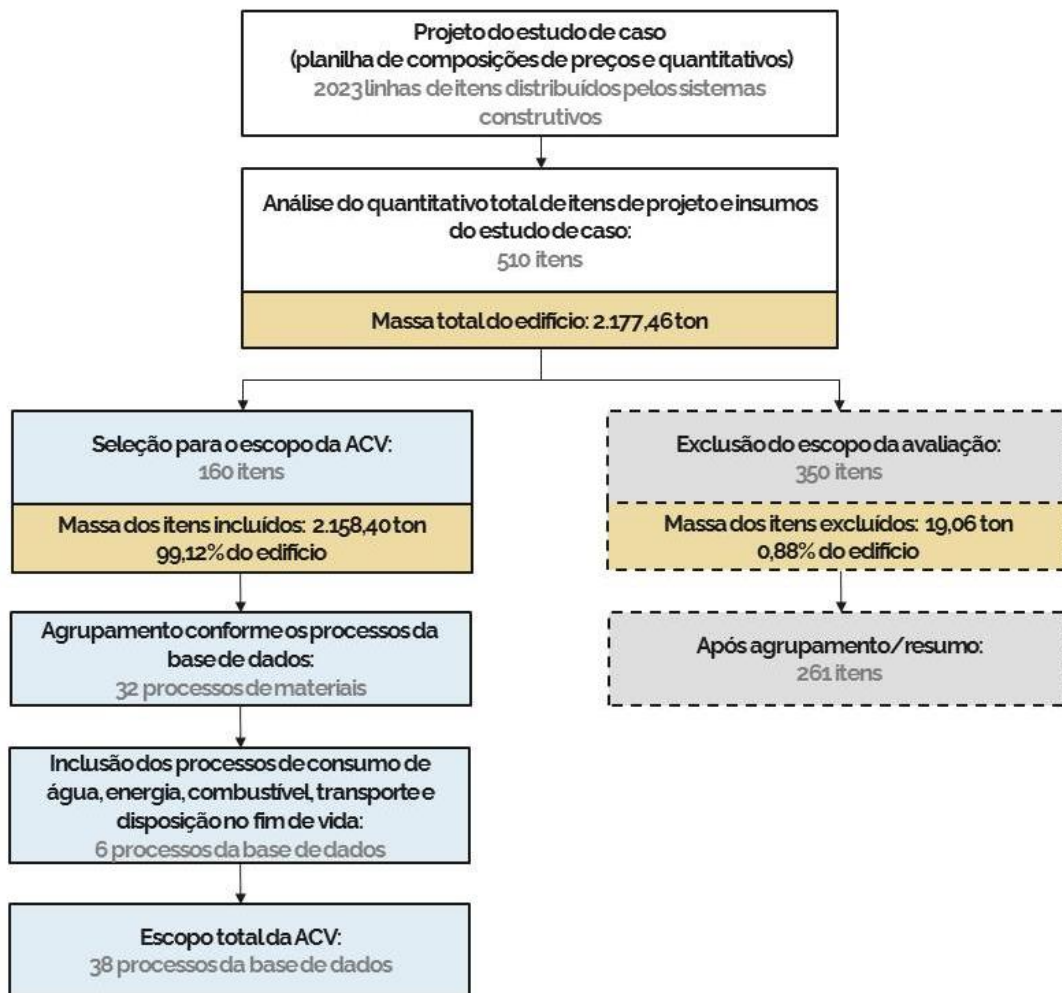 Projeto do estudo de caso
(planilha de composições de preços e quantitativos)
2023 linhas de itens distribuídos pelos sistemas
construtivos
Análise do quantitativo total de itens de projeto e insumos
do estudo de caso:
510 itens
Massa total do edifício: 2.177,46 ton
Seleção para o escopo da ACV:
160 itens
Massa dos itens incluídos: 2.158,40 ton
99,12% do edifício
Exclusão do escopo da avaliação:
350 itens
Massa dos itens excluídos: 19,06 ton
0,88% do edifício
Agrupamento conforme os processos da
base de dados:
32 processos de materiais
Após agrupamento/resumo:
261 itens
Inclusão dos processos de consumo de
água, energia, combustível, transporte e
disposição no fim de vida:
6 processos da base de dados
Escopo total da ACV:
38 processos da base de dados